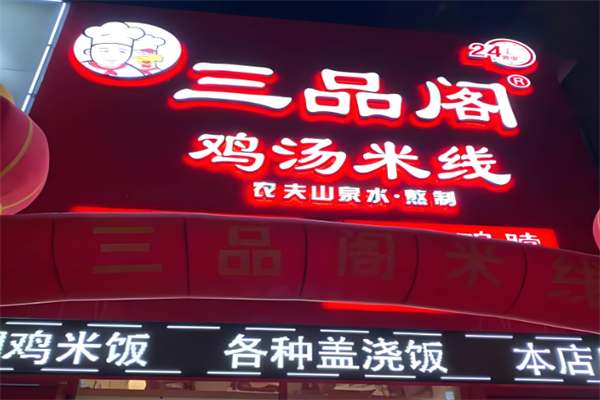 24
三品阁®
鸡汤米线
农夫山泉水·熬制
三品阁米线
鸡米饭 各种盖浇饭 本店